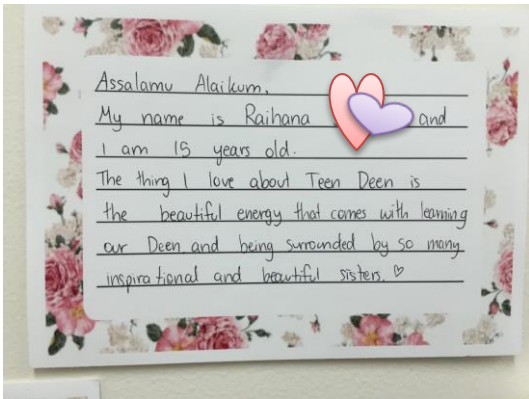 Assalamu Alaikum,
My name is Raihana and
I am 15 years old.
The thing I love about Teen Deen is
the beautiful energy that comes with learning
our Deen and being surrounded by so many
inspirational and beautiful sisters. ♡